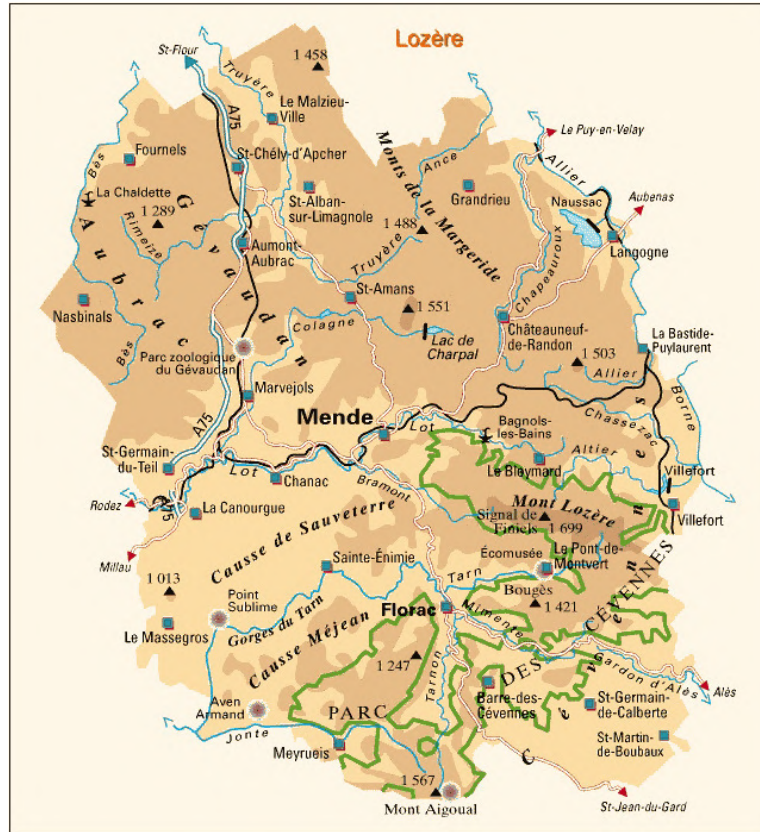 Lozère
St-Flour
1 458
Truyère
A75
Le Malzieu-
Ville
Le Puy-en-Velay
Monts de la Margeride
Ance
Allier
Fournels
St-Chély-d'Apcher
Bès
Aubenas
La Chaldette
St-Alban-
sur-Limagnole
Grandrieu
Naussac
Gévaudan
1 289
Rimeize
1 488
Aubrac
Aumont-
Aubrac
Truyère
Langogne
Chapeauroux
St-Amans
Nasbinals
1 551
Colagne
Lac de
Charpal
Châteauneuf-
de-Randon
La Bastide-
Puylaurent
Bès
Parc zoologique
du Gévaudan
1 503
Allier
Marvejols
Chassezac
Borne
Mende
Lot
Bagnols-
les-Bains
A75
Altier
St-Germain-
du-Teil
Lot
Chanac
Bramont
Le Bleymard
Villefort
Rodez
A75
La Canourgue
Mont Lozère
Villefort
Signal de
Finiels
1 699
Causse de Sauveterre
Millau
Écomusée
Le Pont-de-
Montvert
Sainte-Énimie
Tarn
1 013
Bougès
1 421
Point
Sublime
Florac
Mimente
Le Massegros
Gorges du Tarn
Causse Méjean
1 247
Tarnon
PARC
DES
CÉVENNES
Cévennes
Gardon d'Alès
Alès
Aven
Armand
Barre-des-
Cévennes
St-Germain-
de-Calberte
Jonte
Meyrueis
St-Martin-
de-Boubaux
1 567
Mont Aigoual
St-Jean-du-Gard